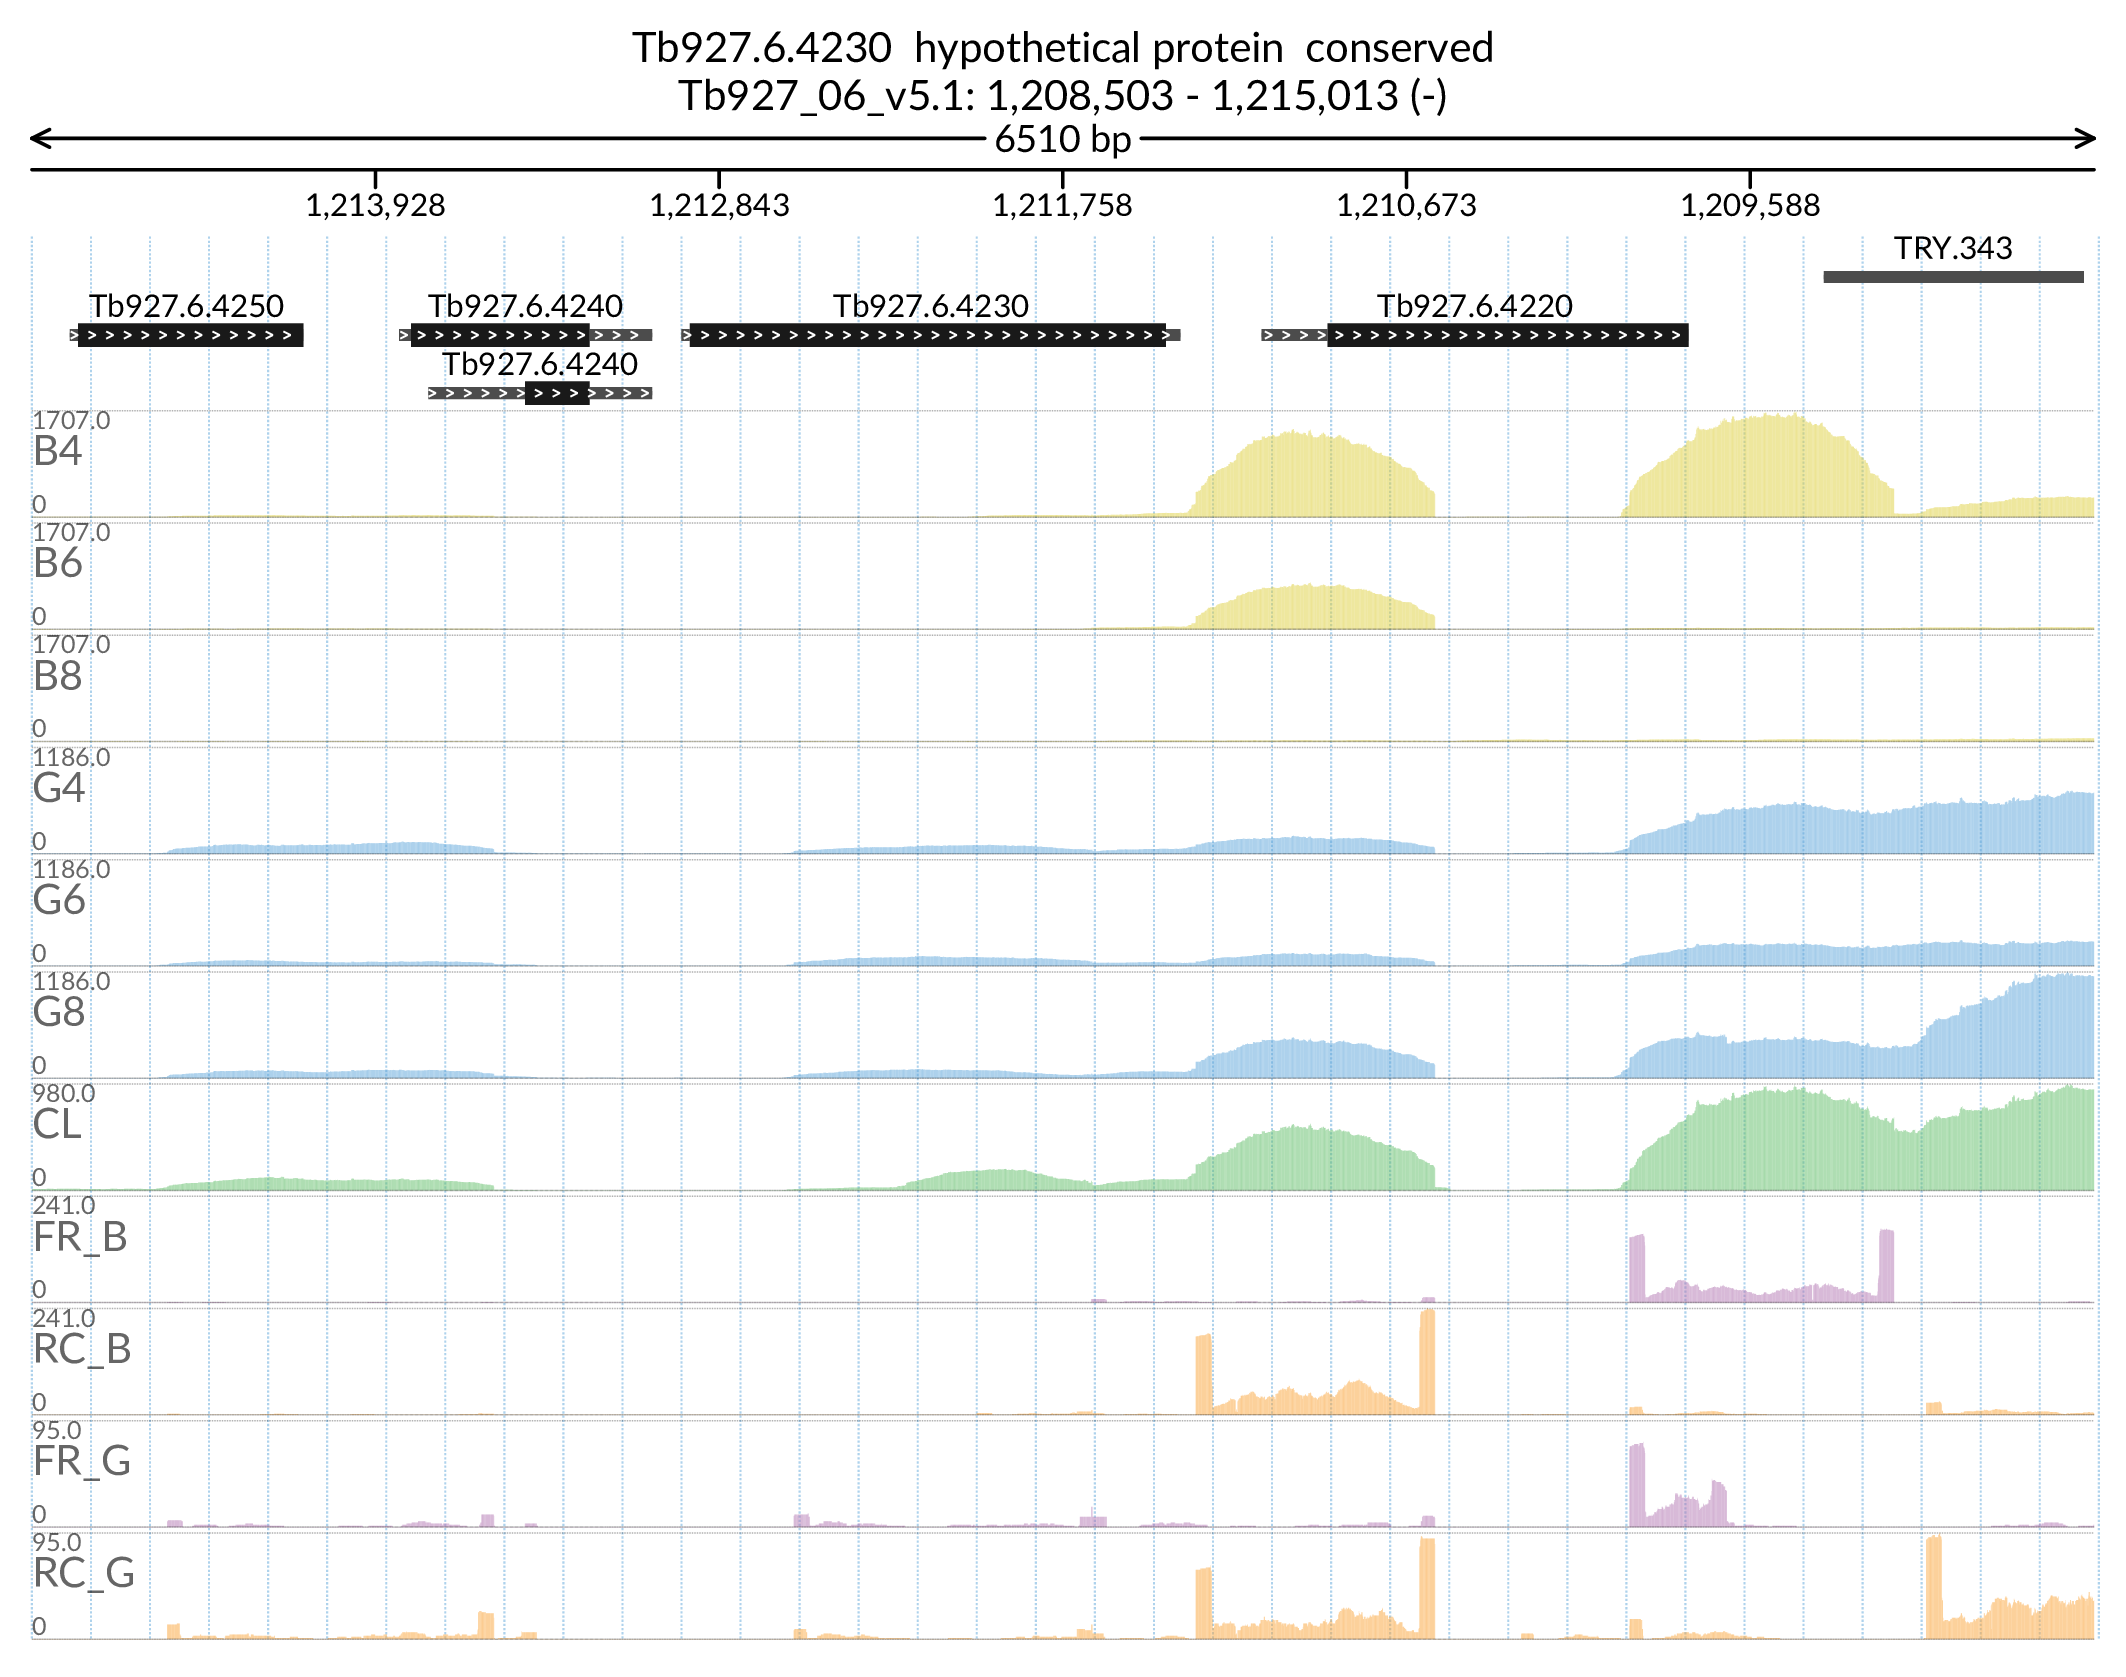 Tb927.6.4230  hypothetical protein  conserved
Tb927_06_v5.1: 1,208,503 - 1,215,013 (-)
6510 bp
1,213,928 1,212,843 1,211,758 1,210,673 1,209,588
TRY.343
Tb927.6.4250 Tb927.6.4240 Tb927.6.4230 Tb927.6.4220
Tb927.6.4240
1707.0
B4
0
1707.0
B6
0
1707.0
B8
0
1186.0
G4
0
1186.0
G6
0
1186.0
G8
0
980.0
CL
0
241.0
FR_B
0
241.0
RC_B
0
95.0
FR_G
0
95.0
RC_G
0